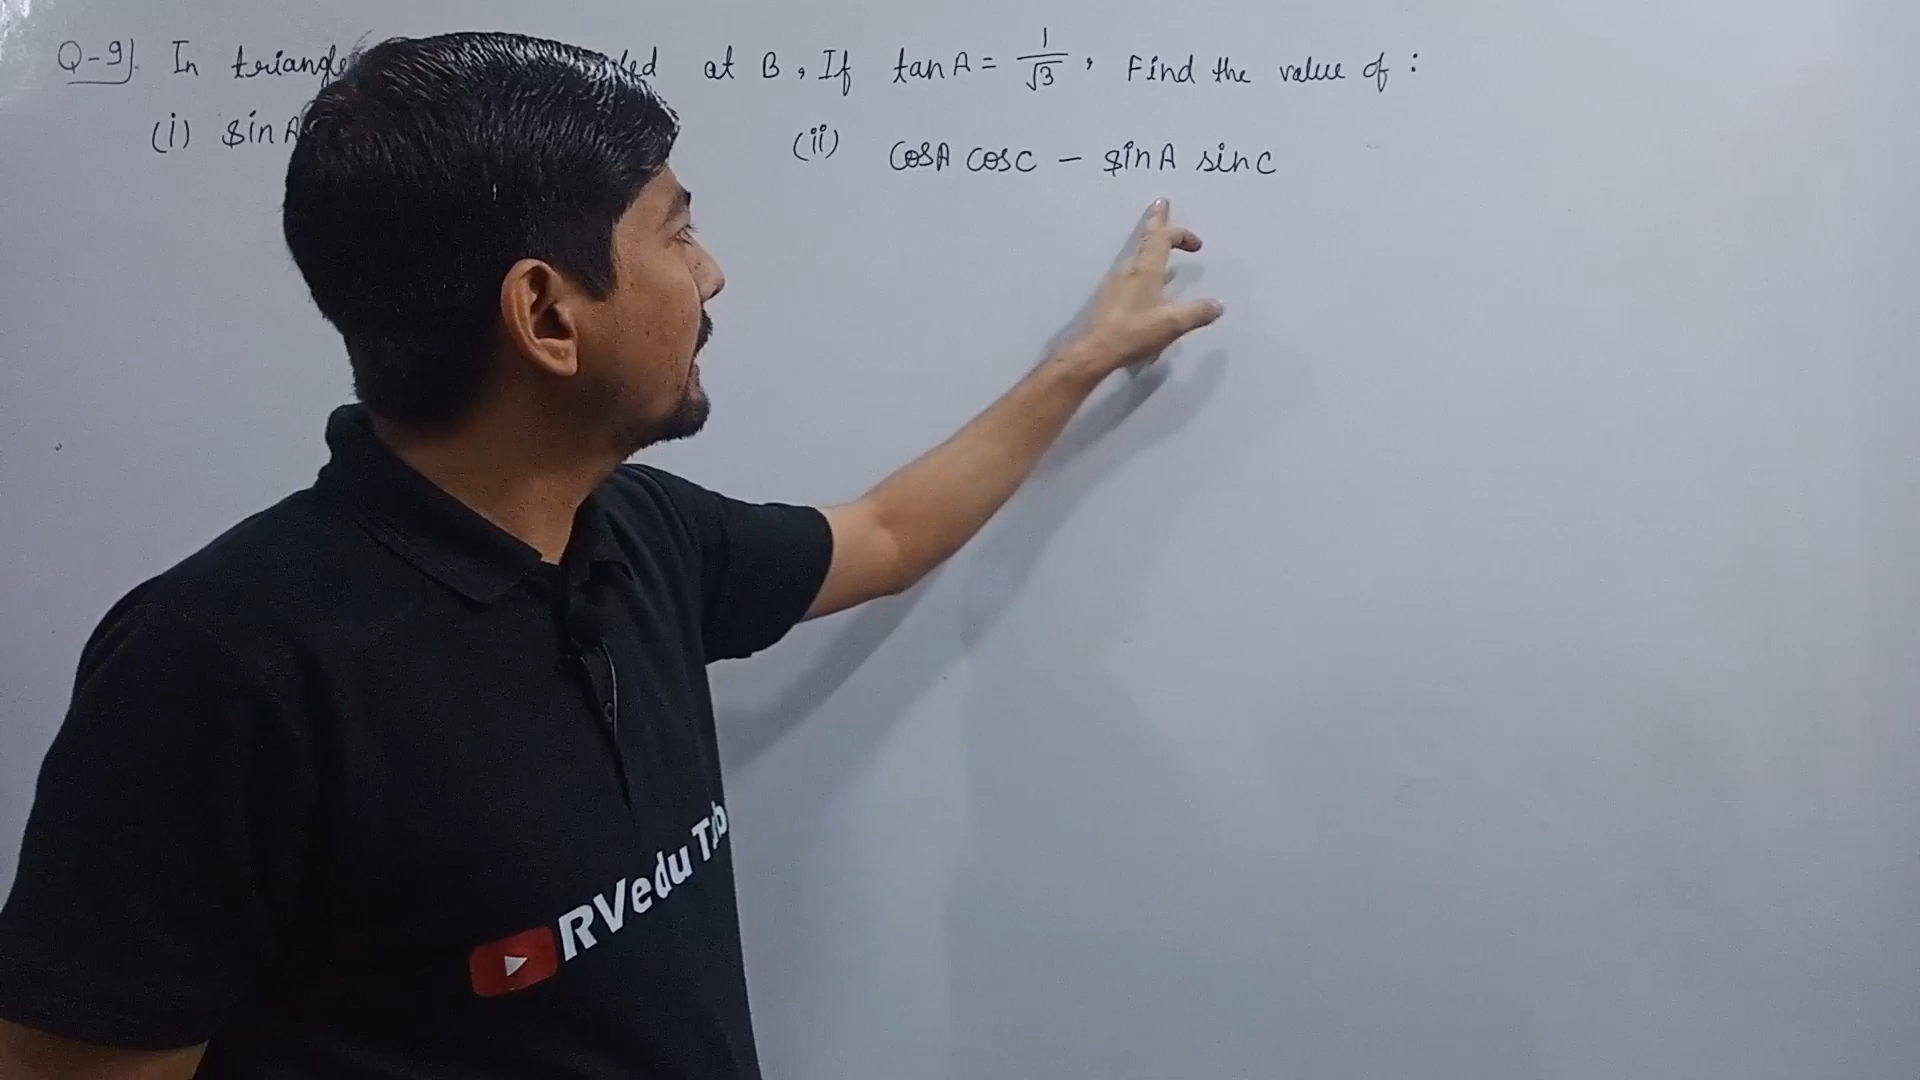 Q-9]. In triangle at B, If tan A = 1/√3, Find the value of :
(i) sin A (ii) cosA cosC – sinA sinC
RVedu